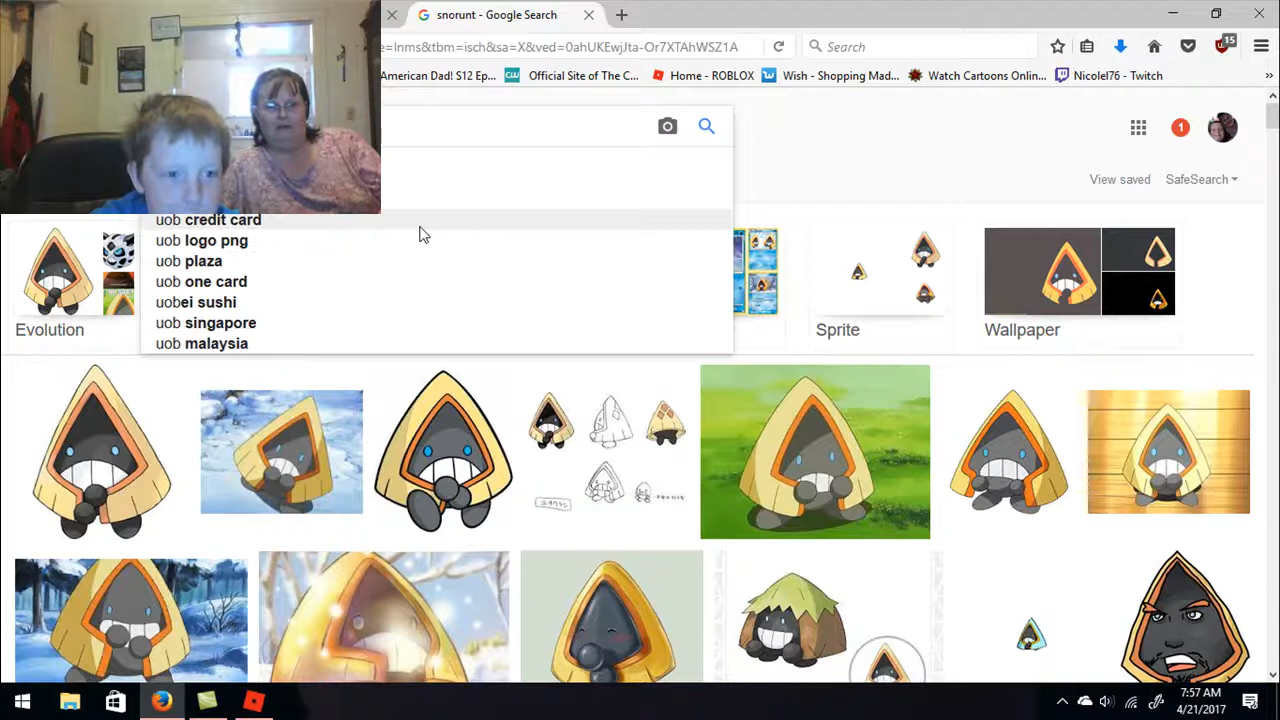 snorunt - Google Search
e=lnms&tbm=isch&sa=X&ved=0ahUKEwjJta-Or7XTAhWSZ1A
Search
15
American Dad! S12 Ep...
Official Site of The C...
Home - ROBLOX
Wish - Shopping Mad...
Watch Cartoons Onlin...
Nicolel76 - Twitch
1
View saved
SafeSearch
uob credit card
uob logo png
uob plaza
uob one card
uobei sushi
uob singapore
uob malaysia
Evolution
Sprite
Wallpaper
7:57 AM
4/21/2017